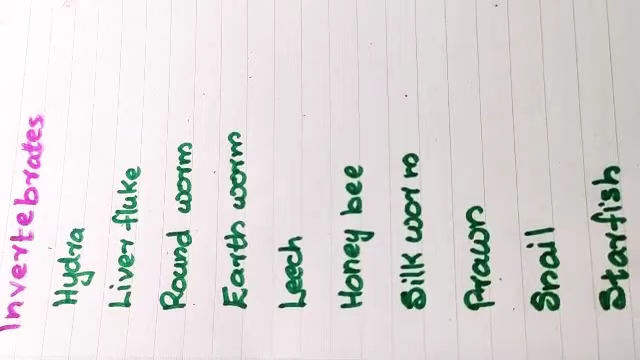 Invertebrates
Hydra
Liver fluke
Round worm
Earth worm
Leech
Honey bee
Silk worm
Prawn
Snail
Starfish